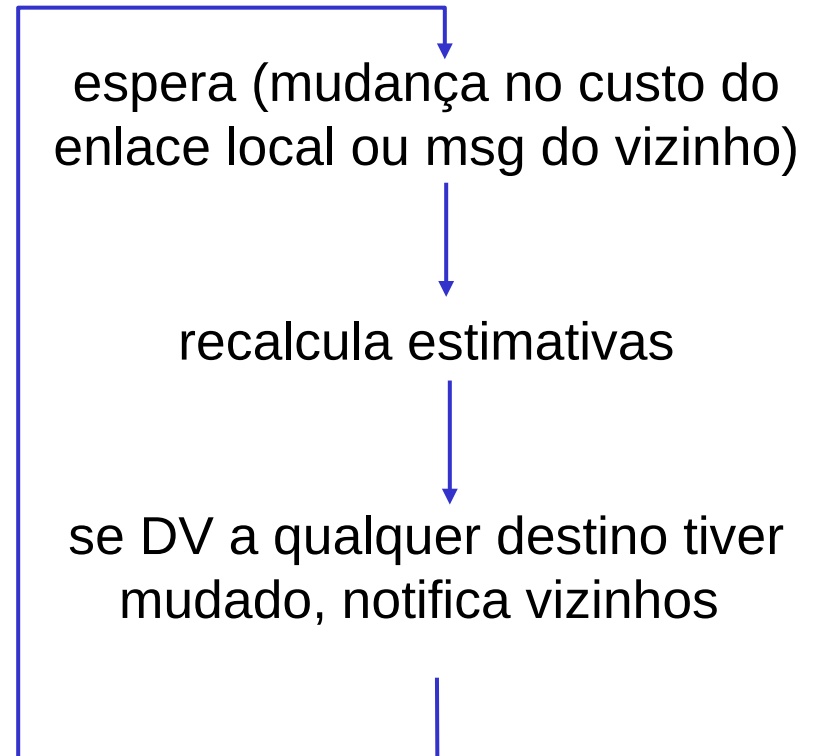 espera (mudança no custo do
enlace local ou msg do vizinho)
recalcula estimativas
se DV a qualquer destino tiver
mudado, notifica vizinhos